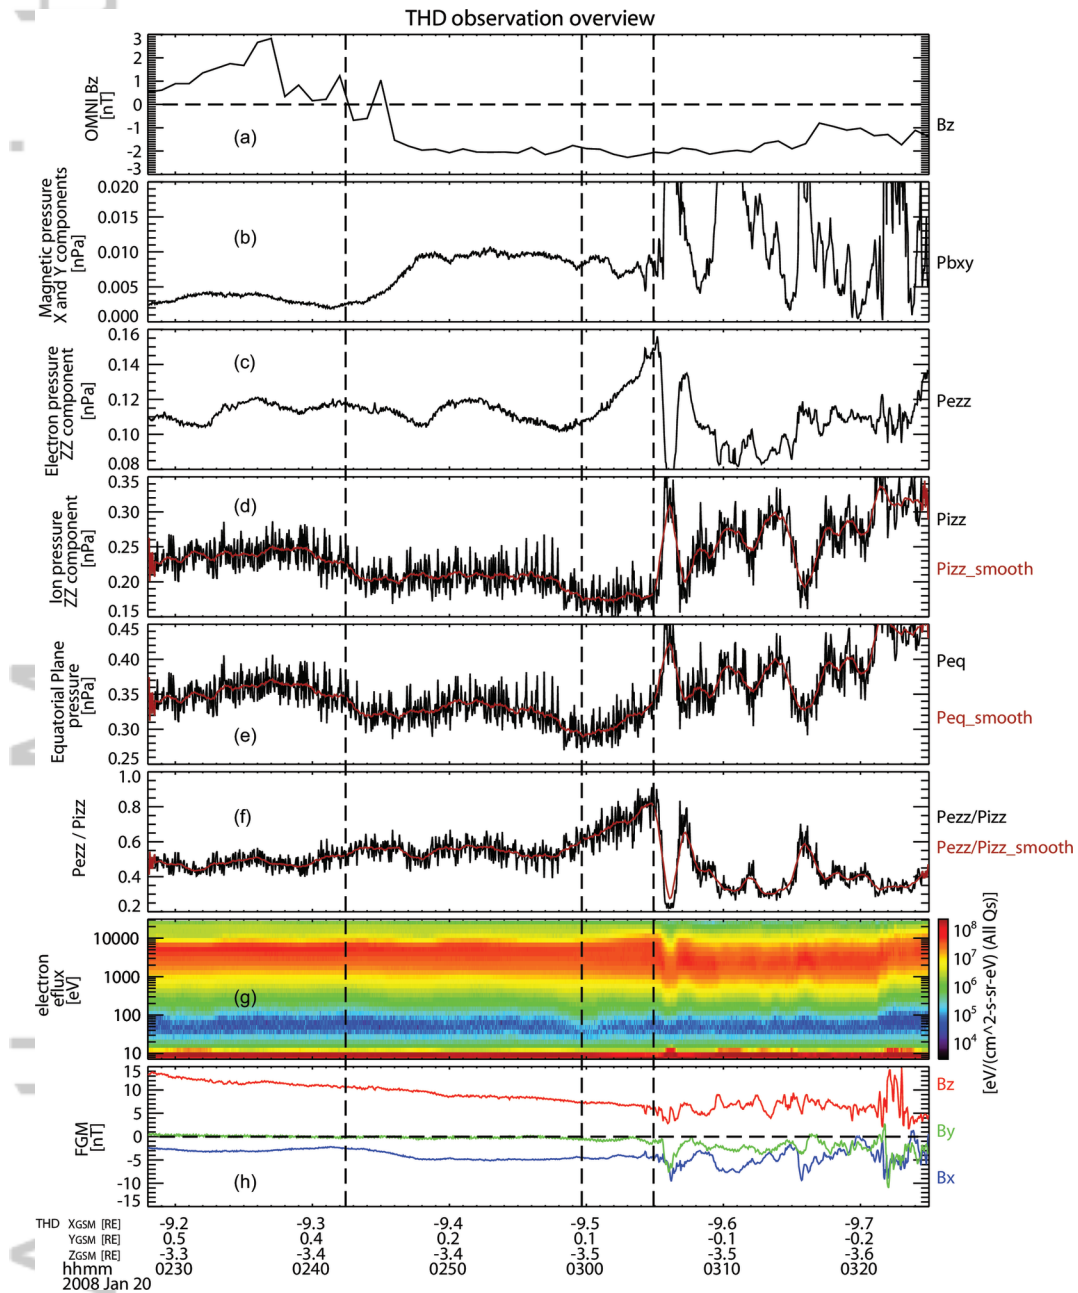 THD observation overview
OMNI Bz
[nT]
3
2
1
0
-1
-2
-3
(a)
Bz
Magnetic pressure
X and Y components
[nPa]
0.020
0.015
0.010
0.005
0.000
(b)
Pbxy
Electron pressure
ZZ component
[nPa]
0.16
0.14
0.12
0.10
0.08
(c)
Pezz
Ion pressure
ZZ component
[nPa]
0.35
0.30
0.25
0.20
0.15
(d)
Pizz
Pizz_smooth
Equatorial Plane
pressure
[nPa]
0.45
0.40
0.35
0.30
0.25
(e)
Peq
Peq_smooth
Pezz / Pizz
1.0
0.8
0.6
0.4
0.2
(f)
Pezz/Pizz
Pezz/Pizz_smooth
electron
eflux
[eV]
10000
1000
100
10
(g)
10^8
10^7
10^6
10^5
10^4
[eV/(cm^2-s-sr-eV) (All Qs)]
FGM
[nT]
15
10
5
0
-5
-10
-15
(h)
Bz
By
Bx
THD XGSM [RE] -9.2 -9.3 -9.4 -9.5 -9.6 -9.7
YGSM [RE] 0.5 0.4 0.2 0.1 -0.1 -0.2
ZGSM [RE] -3.3 -3.4 -3.4 -3.5 -3.5 -3.6
hhmm 0230 0240 0250 0300 0310 0320
2008 Jan 20